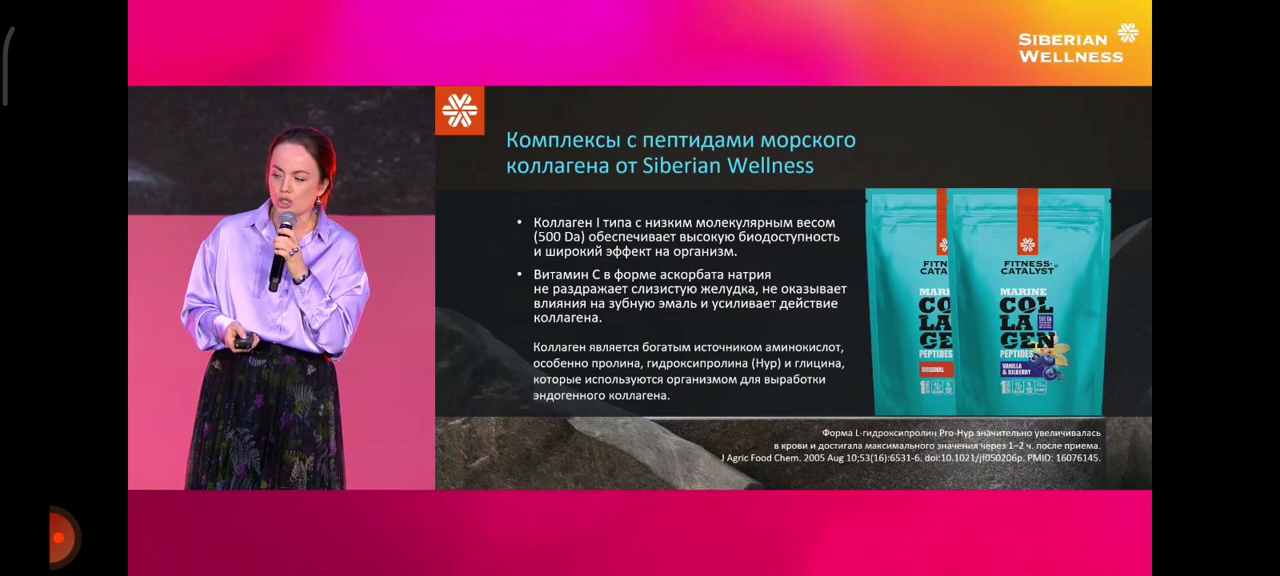 SIBERIAN
WELLNESS
Комплексы с пептидами морского
коллагена от Siberian Wellness
• Коллаген I типа с низким молекулярным весом
(500 Da) обеспечивает высокую биодоступность
и широкий эффект на организм.
• Витамин С в форме аскорбата натрия
не раздражает слизистую желудка, не оказывает
влияния на зубную эмаль и усиливает действие
коллагена.
Коллаген является богатым источником аминокислот,
особенно пролина, гидроксипролина (Hyp) и глицина,
которые используются организмом для выработки
эндогенного коллагена.
FITN
CATA
MARI
CO
LA
GE
PEPTIDES
ORIGINAL
FITNESS
CATALYST
MARINE
COL
LA
GEN
PEPTIDES
VANILLA
& BILBERRY
Форма L-гидроксипролин Pro-Hyp значительно увеличивалась
в крови и достигала максимального значения через 1–2 ч. после приема.
J Agric Food Chem. 2005 Aug 10;53(16):6531-6. doi:10.1021/jf050206p. PMID: 16076145.